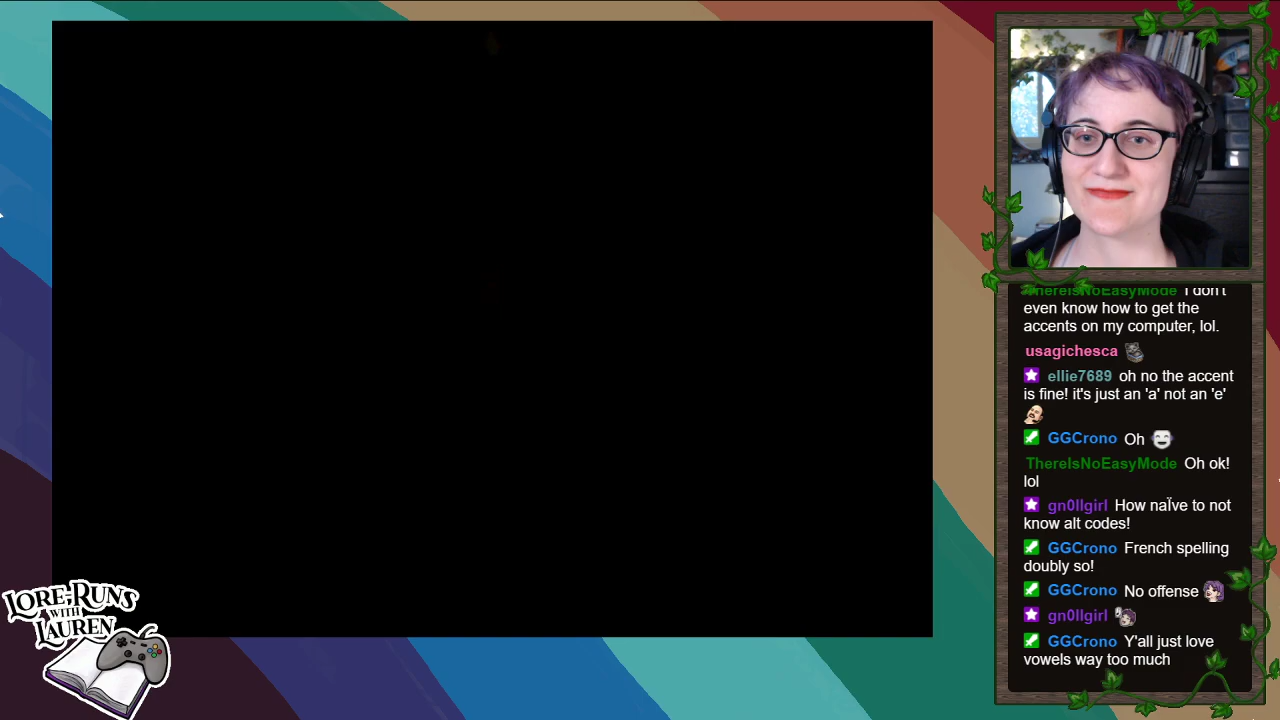 ThereIsNoEasyMode I don't
even know how to get the
accents on my computer, lol.
usagichesca
ellie7689 oh no the accent
is fine! it's just an 'a' not an 'e'
GGCrono Oh
ThereIsNoEasyMode Oh ok!
lol
gn0llgirl How naÏve to not
know alt codes!
GGCrono French spelling
doubly so!
GGCrono No offense
gn0llgirl
GGCrono Y'all just love
vowels way too much
LORE-RUNS
WITH
LAUREN